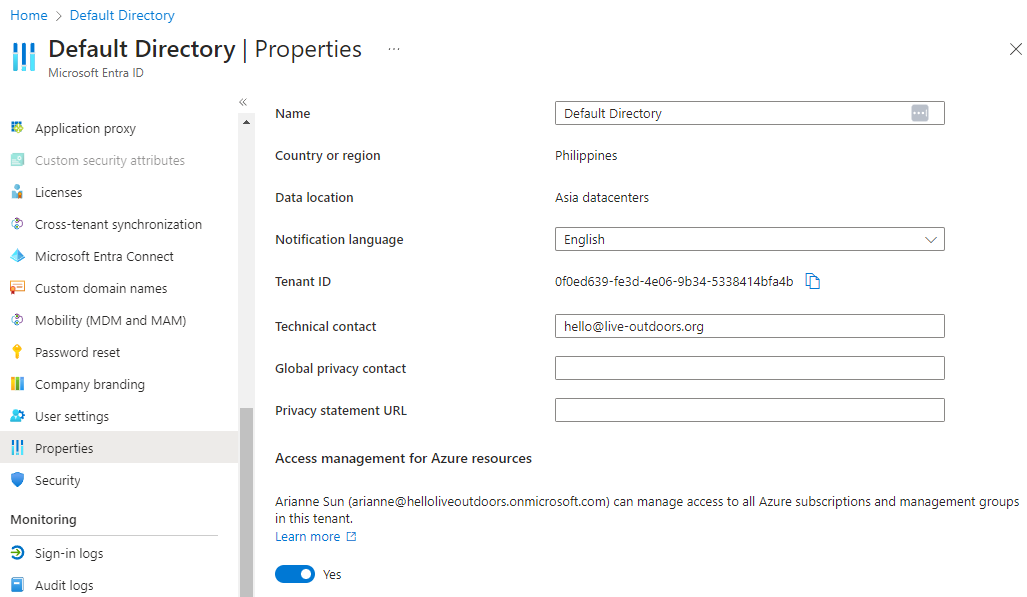 Home > Default Directory
Default Directory | Properties ...
Microsoft Entra ID
«
Application proxy
Custom security attributes
Licenses
Cross-tenant synchronization
Microsoft Entra Connect
Custom domain names
Mobility (MDM and MAM)
Password reset
Company branding
User settings
Properties
Security
Monitoring
Sign-in logs
Audit logs
Name
Default Directory
Country or region
Philippines
Data location
Asia datacenters
Notification language
English
Tenant ID
0f0ed639-fe3d-4e06-9b34-5338414bfa4b
Technical contact
hello@live-outdoors.org
Global privacy contact
Privacy statement URL
Access management for Azure resources
Arianne Sun (arianne@helloliveoutdoors.onmicrosoft.com) can manage access to all Azure subscriptions and management groups
in this tenant.
Learn more
Yes